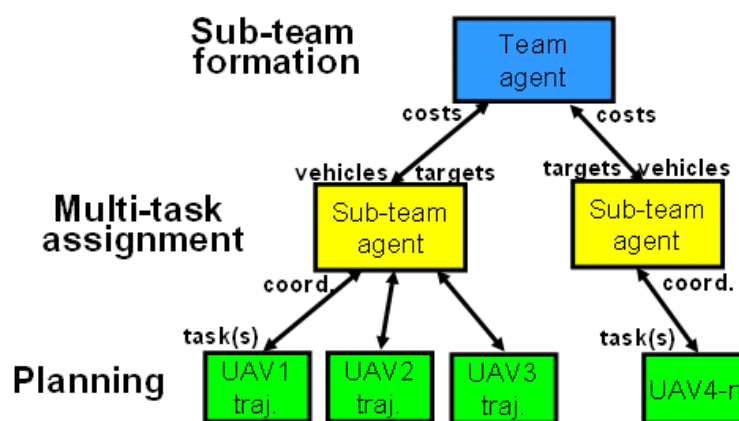 Sub-team
formation
Team
agent
costs
costs
vehicles
targets
targets
vehicles
Multi-task
assignment
Sub-team
agent
Sub-team
agent
coord.
coord.
task(s)
task(s)
Planning
UAV1
traj.
UAV2
traj.
UAV3
traj.